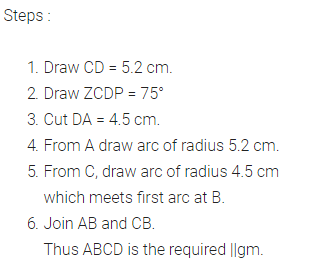 Steps :
1. Draw CD = 5.2 cm.
2. Draw ZCDP = 75°
3. Cut DA = 4.5 cm.
4. From A draw arc of radius 5.2 cm.
5. From C, draw arc of radius 4.5 cm
which meets first arc at B.
6. Join AB and CB.
Thus ABCD is the required ||gm.